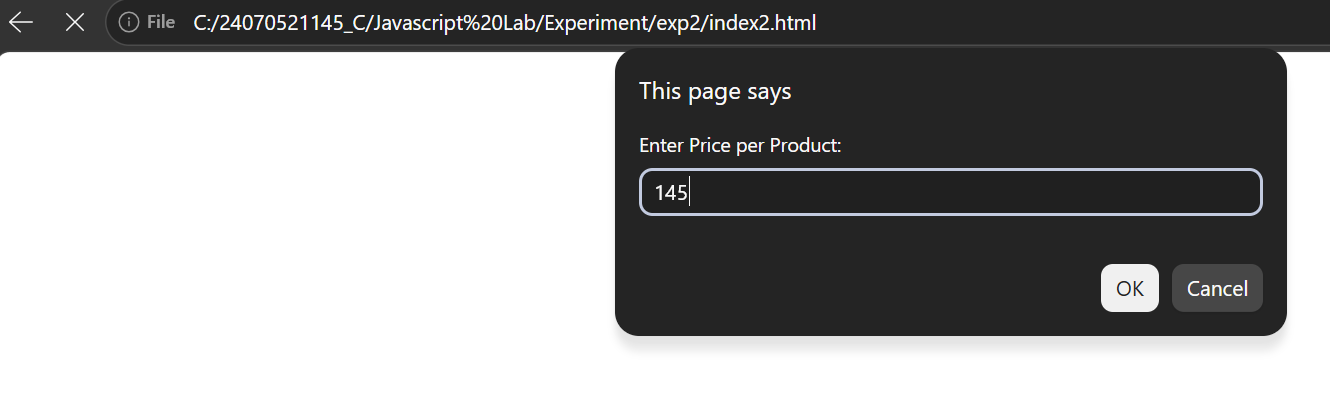 File C:/24070521145_C/Javascript%20Lab/Experiment/exp2/index2.html
This page says
Enter Price per Product:
145
OK Cancel